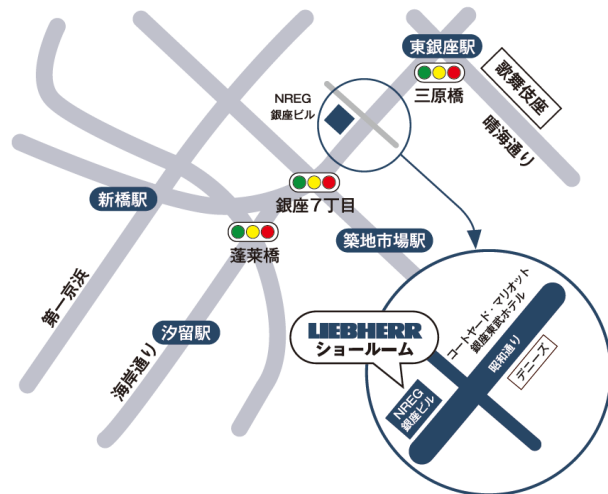 東銀座駅
三原橋
歌舞伎座
晴海通り
NREG
銀座ビル
新橋駅
銀座7丁目
蓬莱橋
築地市場駅
第一京浜
汐留駅
海岸通り
LIEBHERR
ショールーム
コートヤード・マリオット
銀座東武ホテル
昭和通り
デニーズ
NREG
銀座ビル